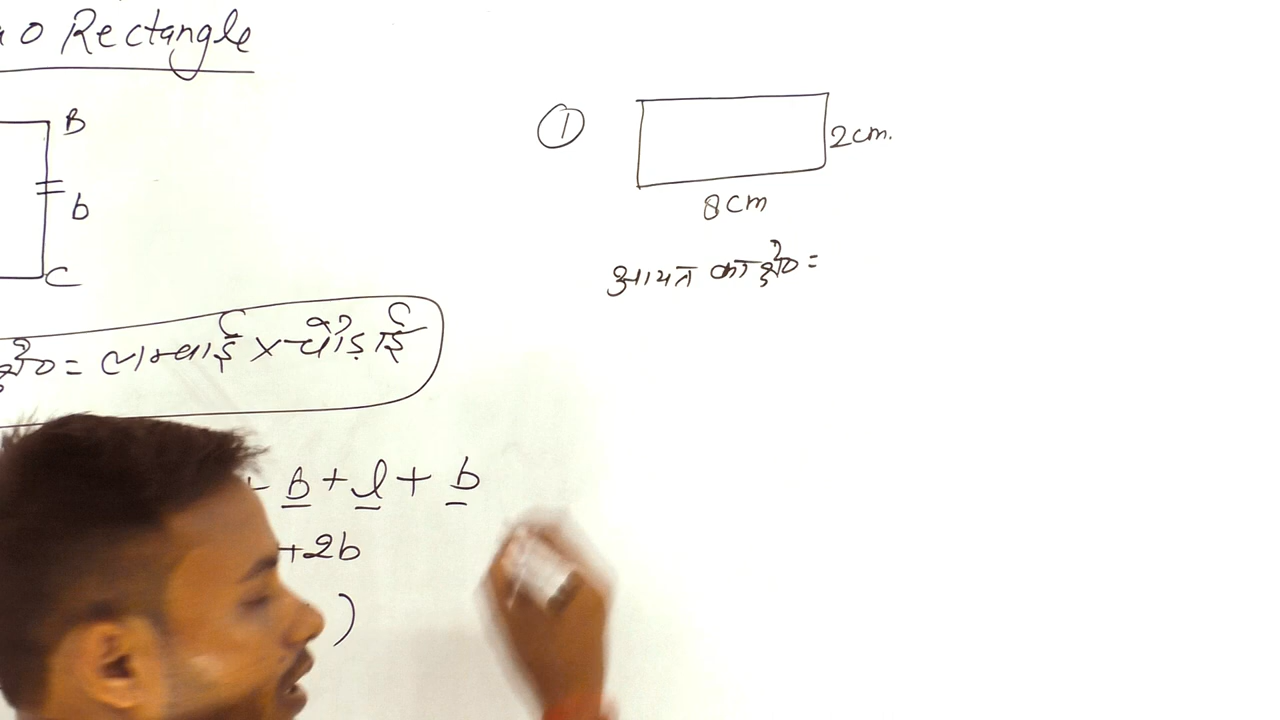 o Rectangle
B
b
C
क्षे० = लम्बाई × चौड़ाई
b + l + b
+2b
)
1
2cm.
8cm
आयत का क्षे० =